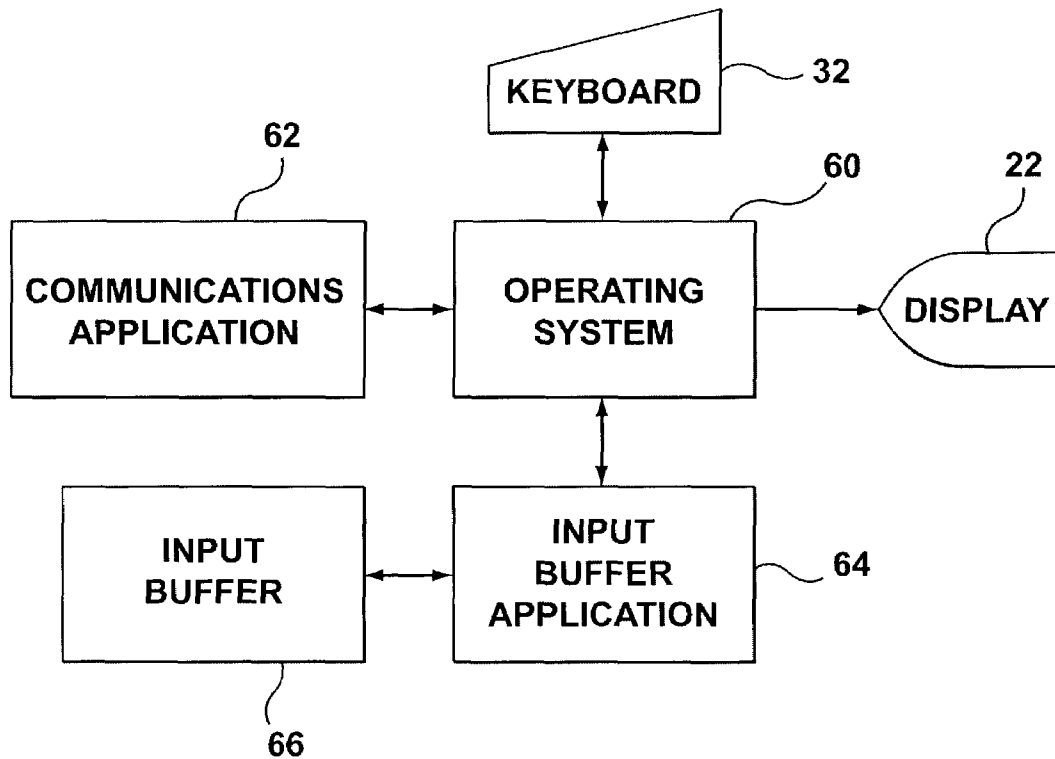 KEYBOARD
32
62
60
22
COMMUNICATIONS
APPLICATION
OPERATING
SYSTEM
DISPLAY
INPUT
BUFFER
INPUT
BUFFER
APPLICATION
64
66